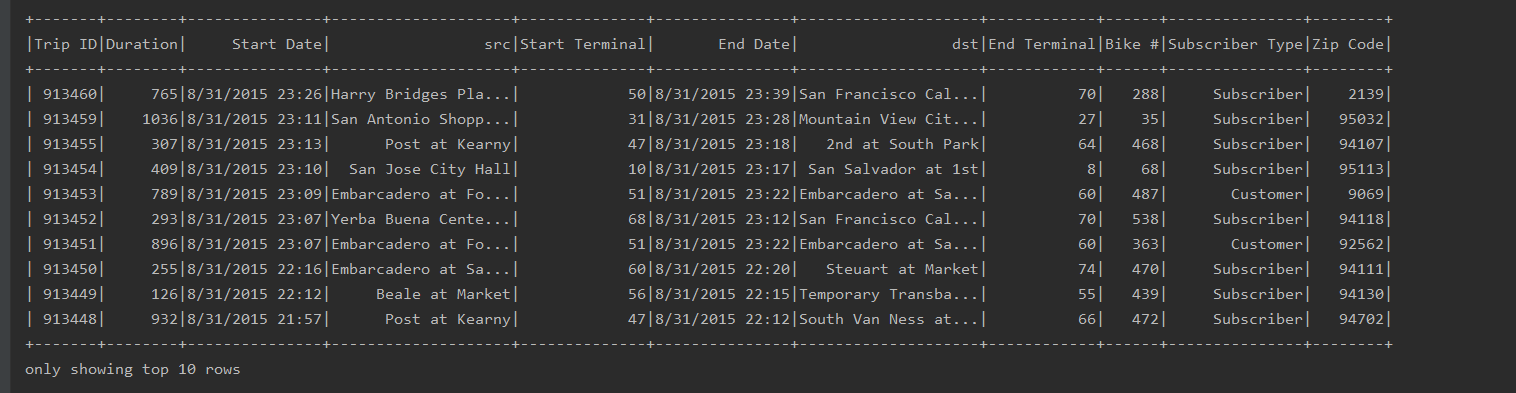 +-------+--------+---------------+--------------------+--------------+---------------+--------------------+------------+------+---------------+--------+
|Trip ID|Duration|     Start Date|                 src|Start Terminal|       End Date|                 dst|End Terminal|Bike #|Subscriber Type|Zip Code|
+-------+--------+---------------+--------------------+--------------+---------------+--------------------+------------+------+---------------+--------+
| 913460|     765|8/31/2015 23:26|Harry Bridges Pla...|            50|8/31/2015 23:39|San Francisco Cal...|          70|   288|     Subscriber|    2139|
| 913459|    1036|8/31/2015 23:11|San Antonio Shopp...|            31|8/31/2015 23:28|Mountain View Cit...|          27|    35|     Subscriber|   95032|
| 913455|     307|8/31/2015 23:13|      Post at Kearny|            47|8/31/2015 23:18|   2nd at South Park|          64|   468|     Subscriber|   94107|
| 913454|     409|8/31/2015 23:10|  San Jose City Hall|            10|8/31/2015 23:17| San Salvador at 1st|           8|    68|     Subscriber|   95113|
| 913453|     789|8/31/2015 23:09|Embarcadero at Fo...|            51|8/31/2015 23:22|Embarcadero at Sa...|          60|   487|       Customer|    9069|
| 913452|     293|8/31/2015 23:07|Yerba Buena Cente...|            68|8/31/2015 23:12|San Francisco Cal...|          70|   538|     Subscriber|   94118|
| 913451|     896|8/31/2015 23:07|Embarcadero at Fo...|            51|8/31/2015 23:22|Embarcadero at Sa...|          60|   363|       Customer|   92562|
| 913450|     255|8/31/2015 22:16|Embarcadero at Sa...|            60|8/31/2015 22:20|   Steuart at Market|          74|   470|     Subscriber|   94111|
| 913449|     126|8/31/2015 22:12|     Beale at Market|            56|8/31/2015 22:15|Temporary Transba...|          55|   439|     Subscriber|   94130|
| 913448|     932|8/31/2015 21:57|      Post at Kearny|            47|8/31/2015 22:12|South Van Ness at...|          66|   472|     Subscriber|   94702|
+-------+--------+---------------+--------------------+--------------+---------------+--------------------+------------+------+---------------+--------+
only showing top 10 rows